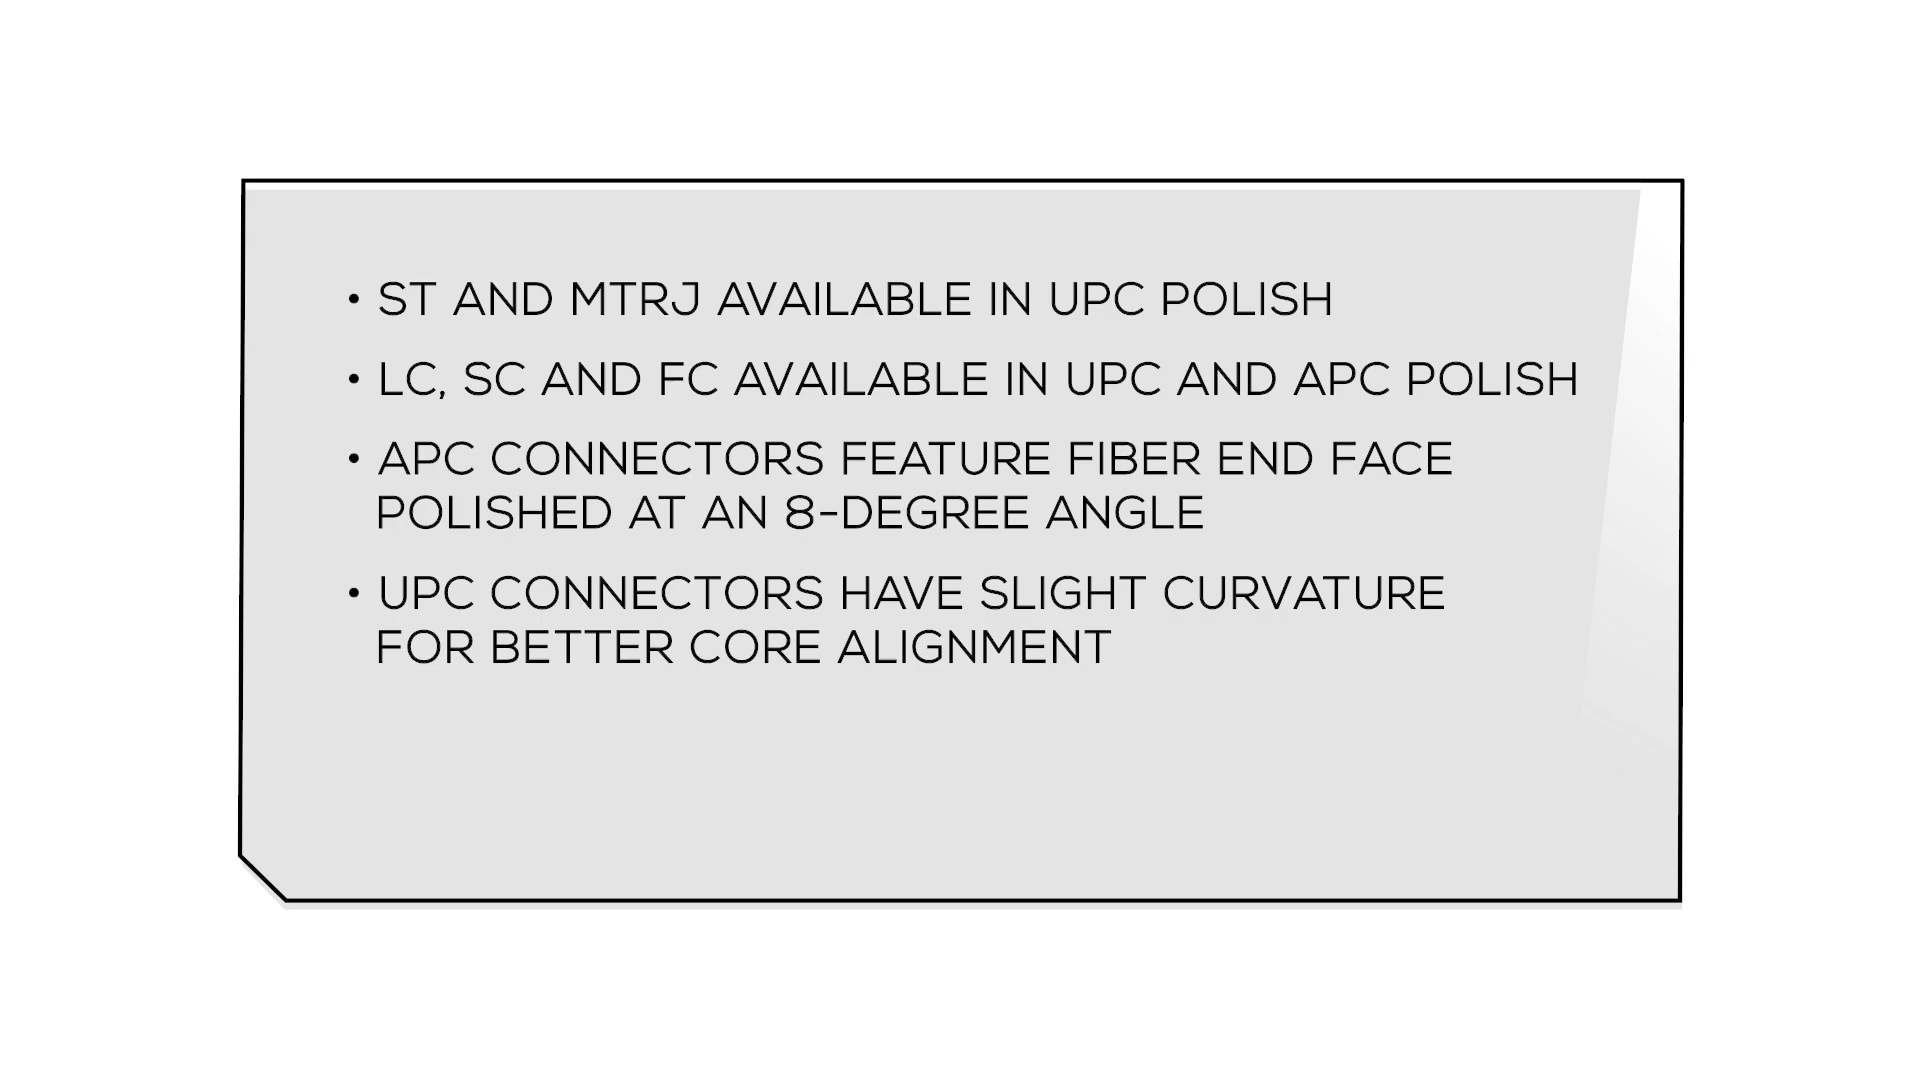 • ST AND MTRJ AVAILABLE IN UPC POLISH
• LC, SC AND FC AVAILABLE IN UPC AND APC POLISH
• APC CONNECTORS FEATURE FIBER END FACE
POLISHED AT AN 8-DEGREE ANGLE
• UPC CONNECTORS HAVE SLIGHT CURVATURE
FOR BETTER CORE ALIGNMENT